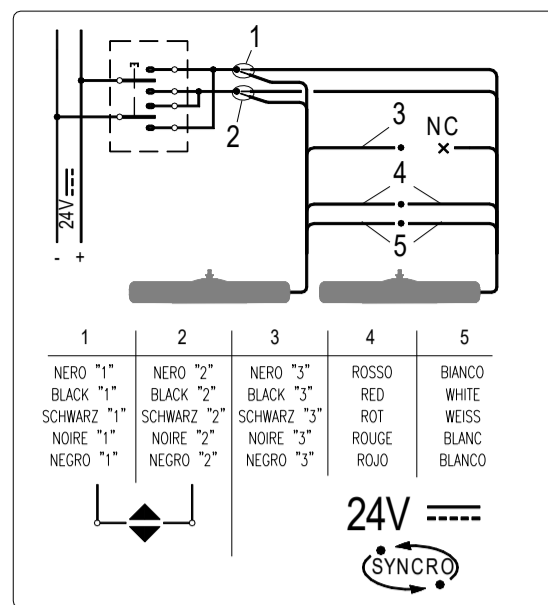 1
2
3 NC
4
5
24V
- +
1 2 3 4 5
NERO "1" NERO "2" NERO "3" ROSSO BIANCO
BLACK "1" BLACK "2" BLACK "3" RED WHITE
SCHWARZ "1" SCHWARZ "2" SCHWARZ "3" ROT WEISS
NOIRE "1" NOIRE "2" NOIRE "3" ROUGE BLANC
NEGRO "1" NEGRO "2" NEGRO "3" ROJO BLANCO
24V
SYNCRO